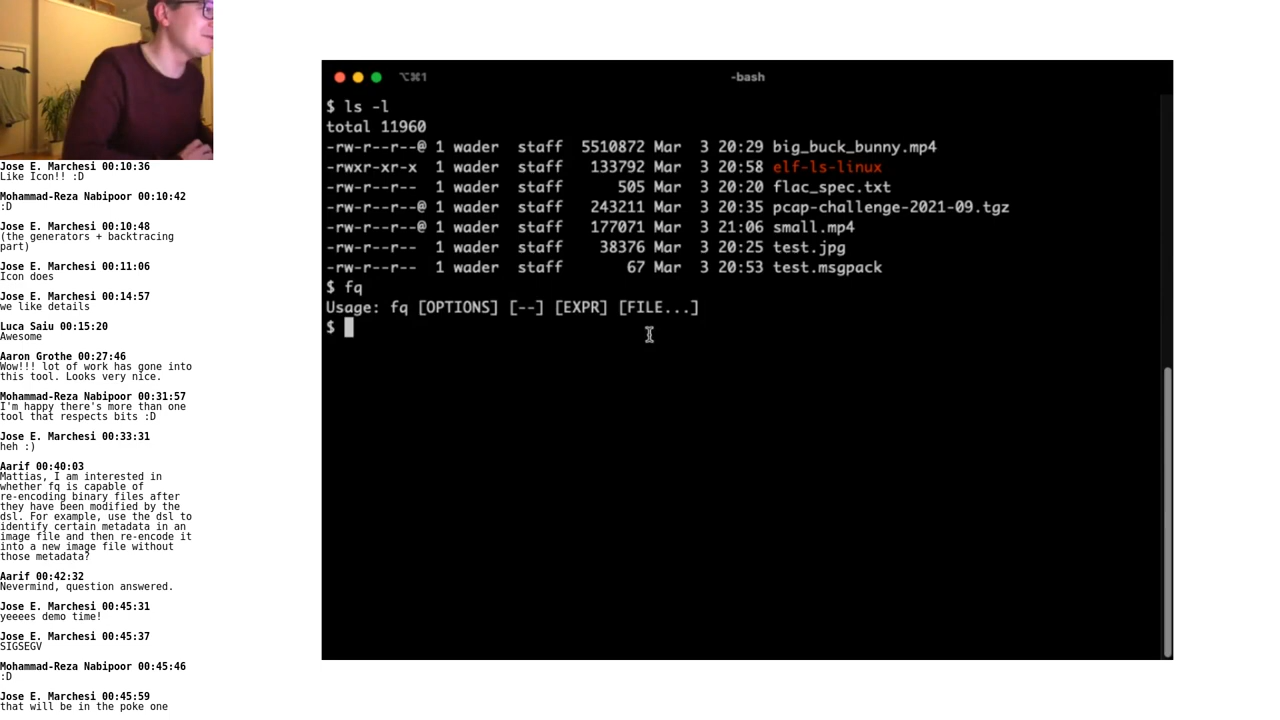 Jose E. Marchesi 00:10:36
Like Icon!! :D
Mohammad-Reza Nabipoor 00:10:42
:D
Jose E. Marchesi 00:10:48
(the generators + backtracing
part)
Jose E. Marchesi 00:11:06
Icon does
Jose E. Marchesi 00:14:57
we like details
Luca Saiu 00:15:20
Awesome
Aaron Grothe 00:27:46
Wow!!! lot of work has gone into
this tool. Looks very nice.
Mohammad-Reza Nabipoor 00:31:57
I'm happy there's more than one
tool that respects bits :D
Jose E. Marchesi 00:33:31
heh :)
Aarif 00:40:03
Mattias, I am interested in
whether fq is capable of
re-encoding binary files after
they have been modified by the
dsl. For example, use the dsl to
identify certain metadata in an
image file and then re-encode it
into a new image file without
those metadata?
Aarif 00:42:32
Nevermind, question answered.
Jose E. Marchesi 00:45:31
yeeees demo time!
Jose E. Marchesi 00:45:37
SIGSEGV
Mohammad-Reza Nabipoor 00:45:46
:D
Jose E. Marchesi 00:45:59
that will be in the poke one
⌥⌘1 -bash
$ ls -l
total 11960
-rw-r--r--@ 1 wader  staff  5510872 Mar  3 20:29 big_buck_bunny.mp4
-rwxr-xr-x  1 wader  staff   133792 Mar  3 20:58 elf-ls-linux
-rw-r--r--  1 wader  staff      505 Mar  3 20:20 flac_spec.txt
-rw-r--r--@ 1 wader  staff   243211 Mar  3 20:35 pcap-challenge-2021-09.tgz
-rw-r--r--@ 1 wader  staff   177071 Mar  3 21:06 small.mp4
-rw-r--r--  1 wader  staff    38376 Mar  3 20:25 test.jpg
-rw-r--r--  1 wader  staff       67 Mar  3 20:53 test.msgpack
$ fq
Usage: fq [OPTIONS] [--] [EXPR] [FILE...]
$